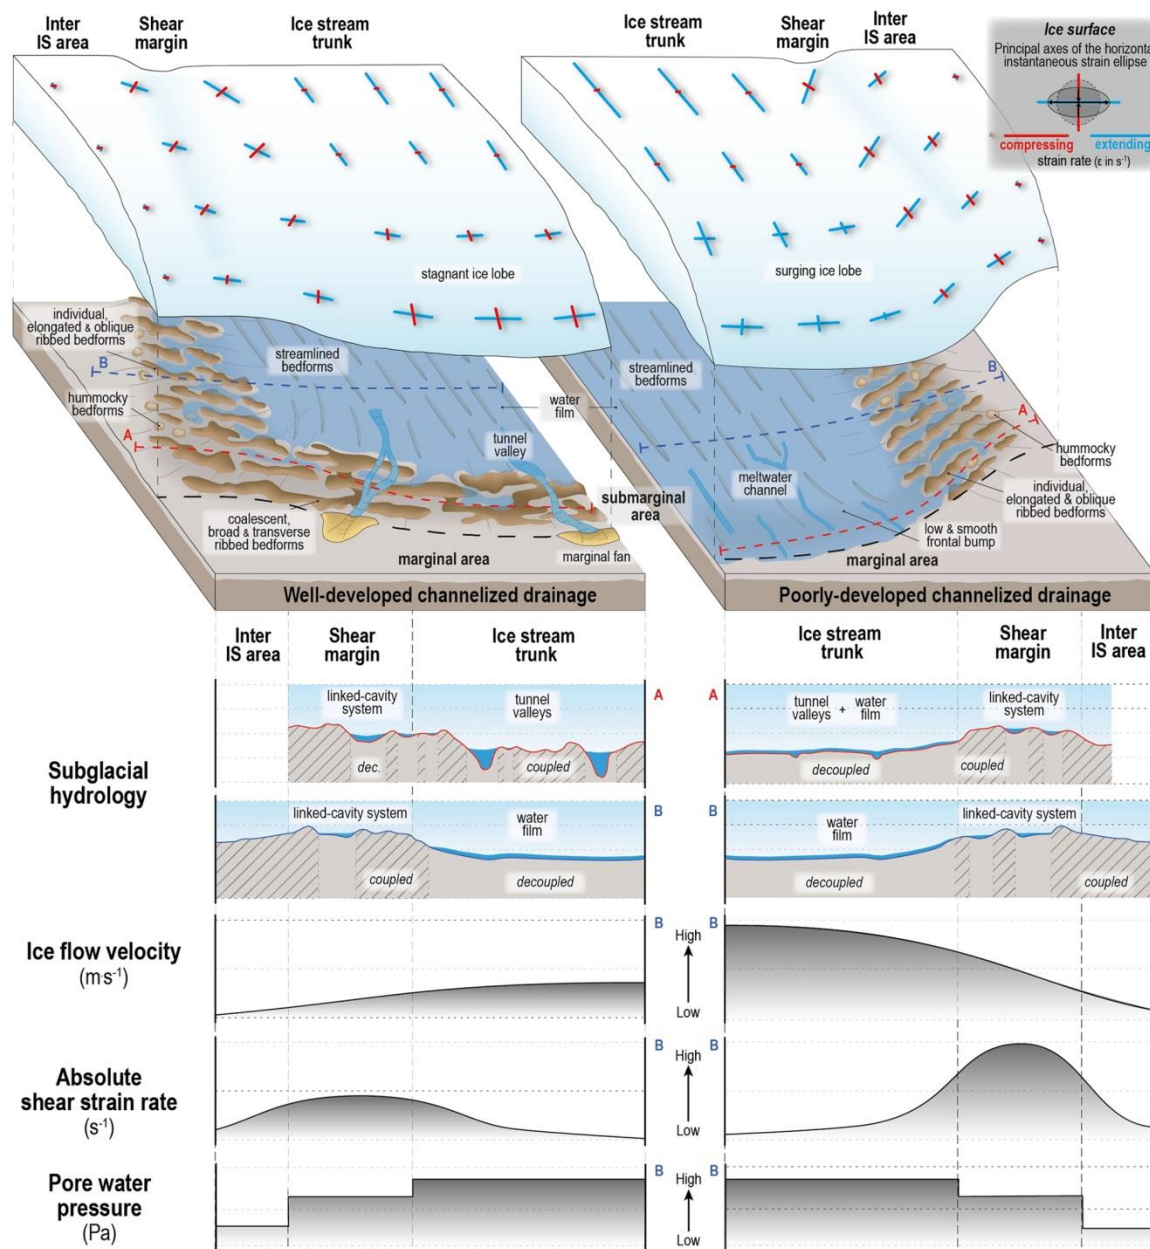 Inter
IS area
Shear
margin
Ice stream
trunk
Ice stream
trunk
Shear
margin
Inter
IS area
Ice surface
Principal axes of the horizonta
instantaneous strain ellipse
compressing
extending
strain rate (ε in s⁻¹)
stagnant ice lobe
surging ice lobe
individual,
elongated & oblique
ribbed bedforms
B
hummocky
bedforms
A
streamlined
bedforms
water
film
tunnel
valley
submarginal
area
coalescent,
broad & transverse
ribbed bedforms
marginal area
marginal fan
streamlined
bedforms
B
A
hummocky
bedforms
meltwater
channel
individual,
elongated & oblique
ribbed bedforms
low & smooth
frontal bump
marginal area
Well-developed channelized drainage
Poorly-developed channelized drainage
Inter
IS area
Shear
margin
Ice stream
trunk
Ice stream
trunk
Shear
margin
Inter
IS area
Subglacial
hydrology
linked-cavity
system
tunnel
valleys
dec.
coupled
A
A
tunnel
valleys
+
water
film
linked-cavity
system
decoupled
coupled
linked-cavity system
water
film
coupled
decoupled
B
B
water
film
linked-cavity system
decoupled
coupled
Ice flow velocity
(m·s⁻¹)
B
B
High
Low
Absolute
shear strain rate
(s⁻¹)
B
B
High
Low
Pore water
pressure
(Pa)
B
B
High
Low